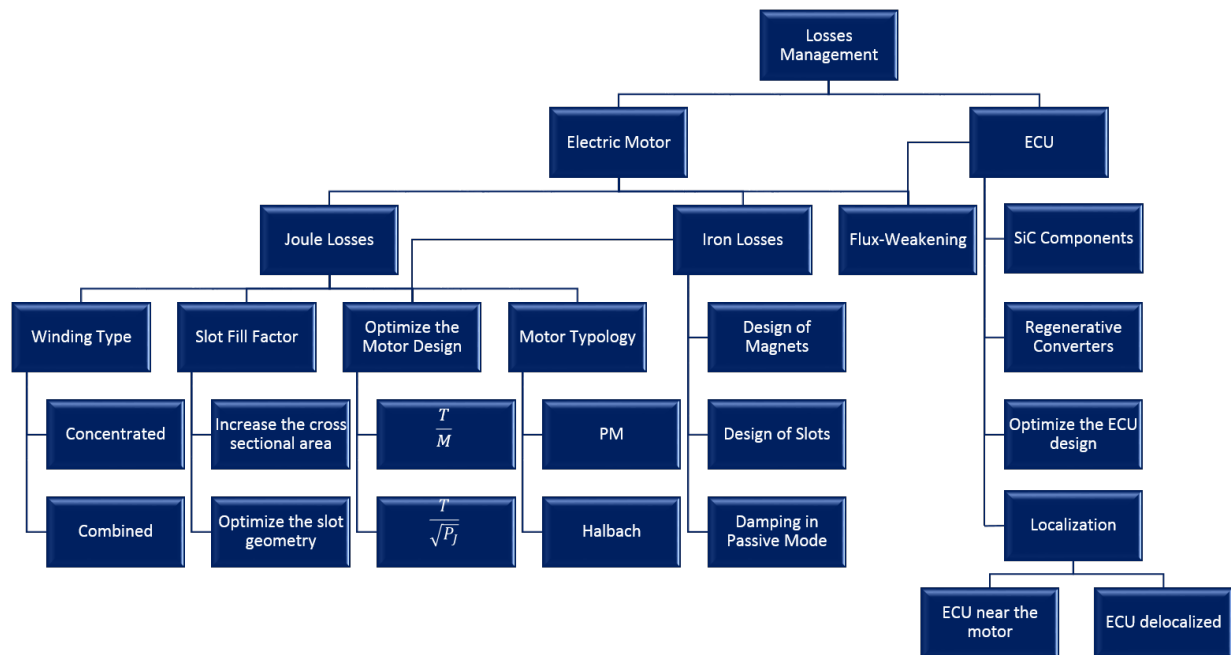 Losses
Management
Electric Motor
ECU
Joule Losses
Iron Losses
Flux-Weakening
SiC Components
Winding Type
Slot Fill Factor
Optimize the
Motor Design
Motor Typology
Design of
Magnets
Regenerative
Converters
Concentrated
Increase the cross
sectional area
T
M
PM
Design of Slots
Optimize the ECU
design
Combined
Optimize the slot
geometry
T
√P_J
Halbach
Damping in
Passive Mode
Localization
ECU near the
motor
ECU delocalized